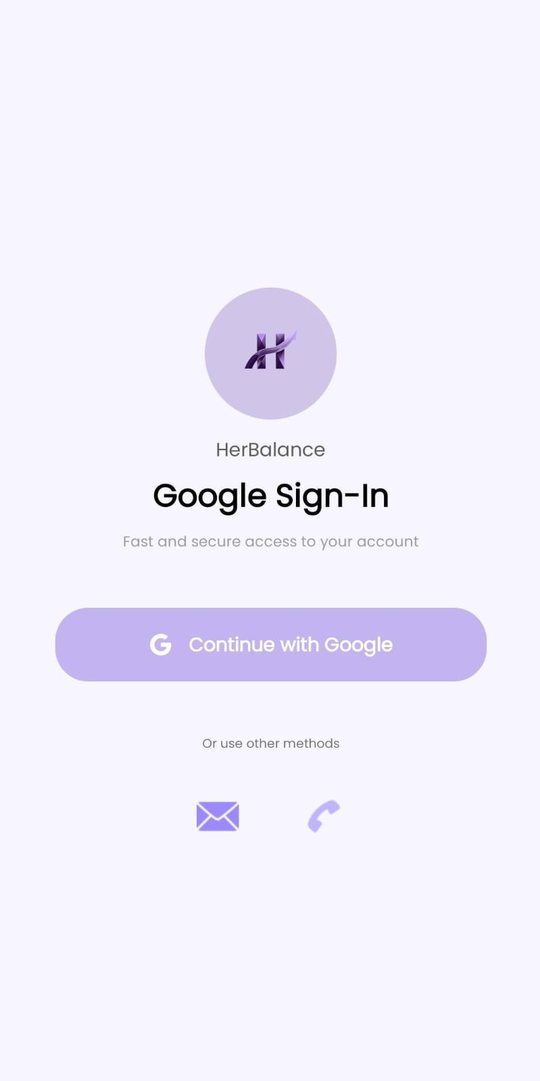 H
HerBalance
Google Sign-In
Fast and secure access to your account
G Continue with Google
Or use other methods